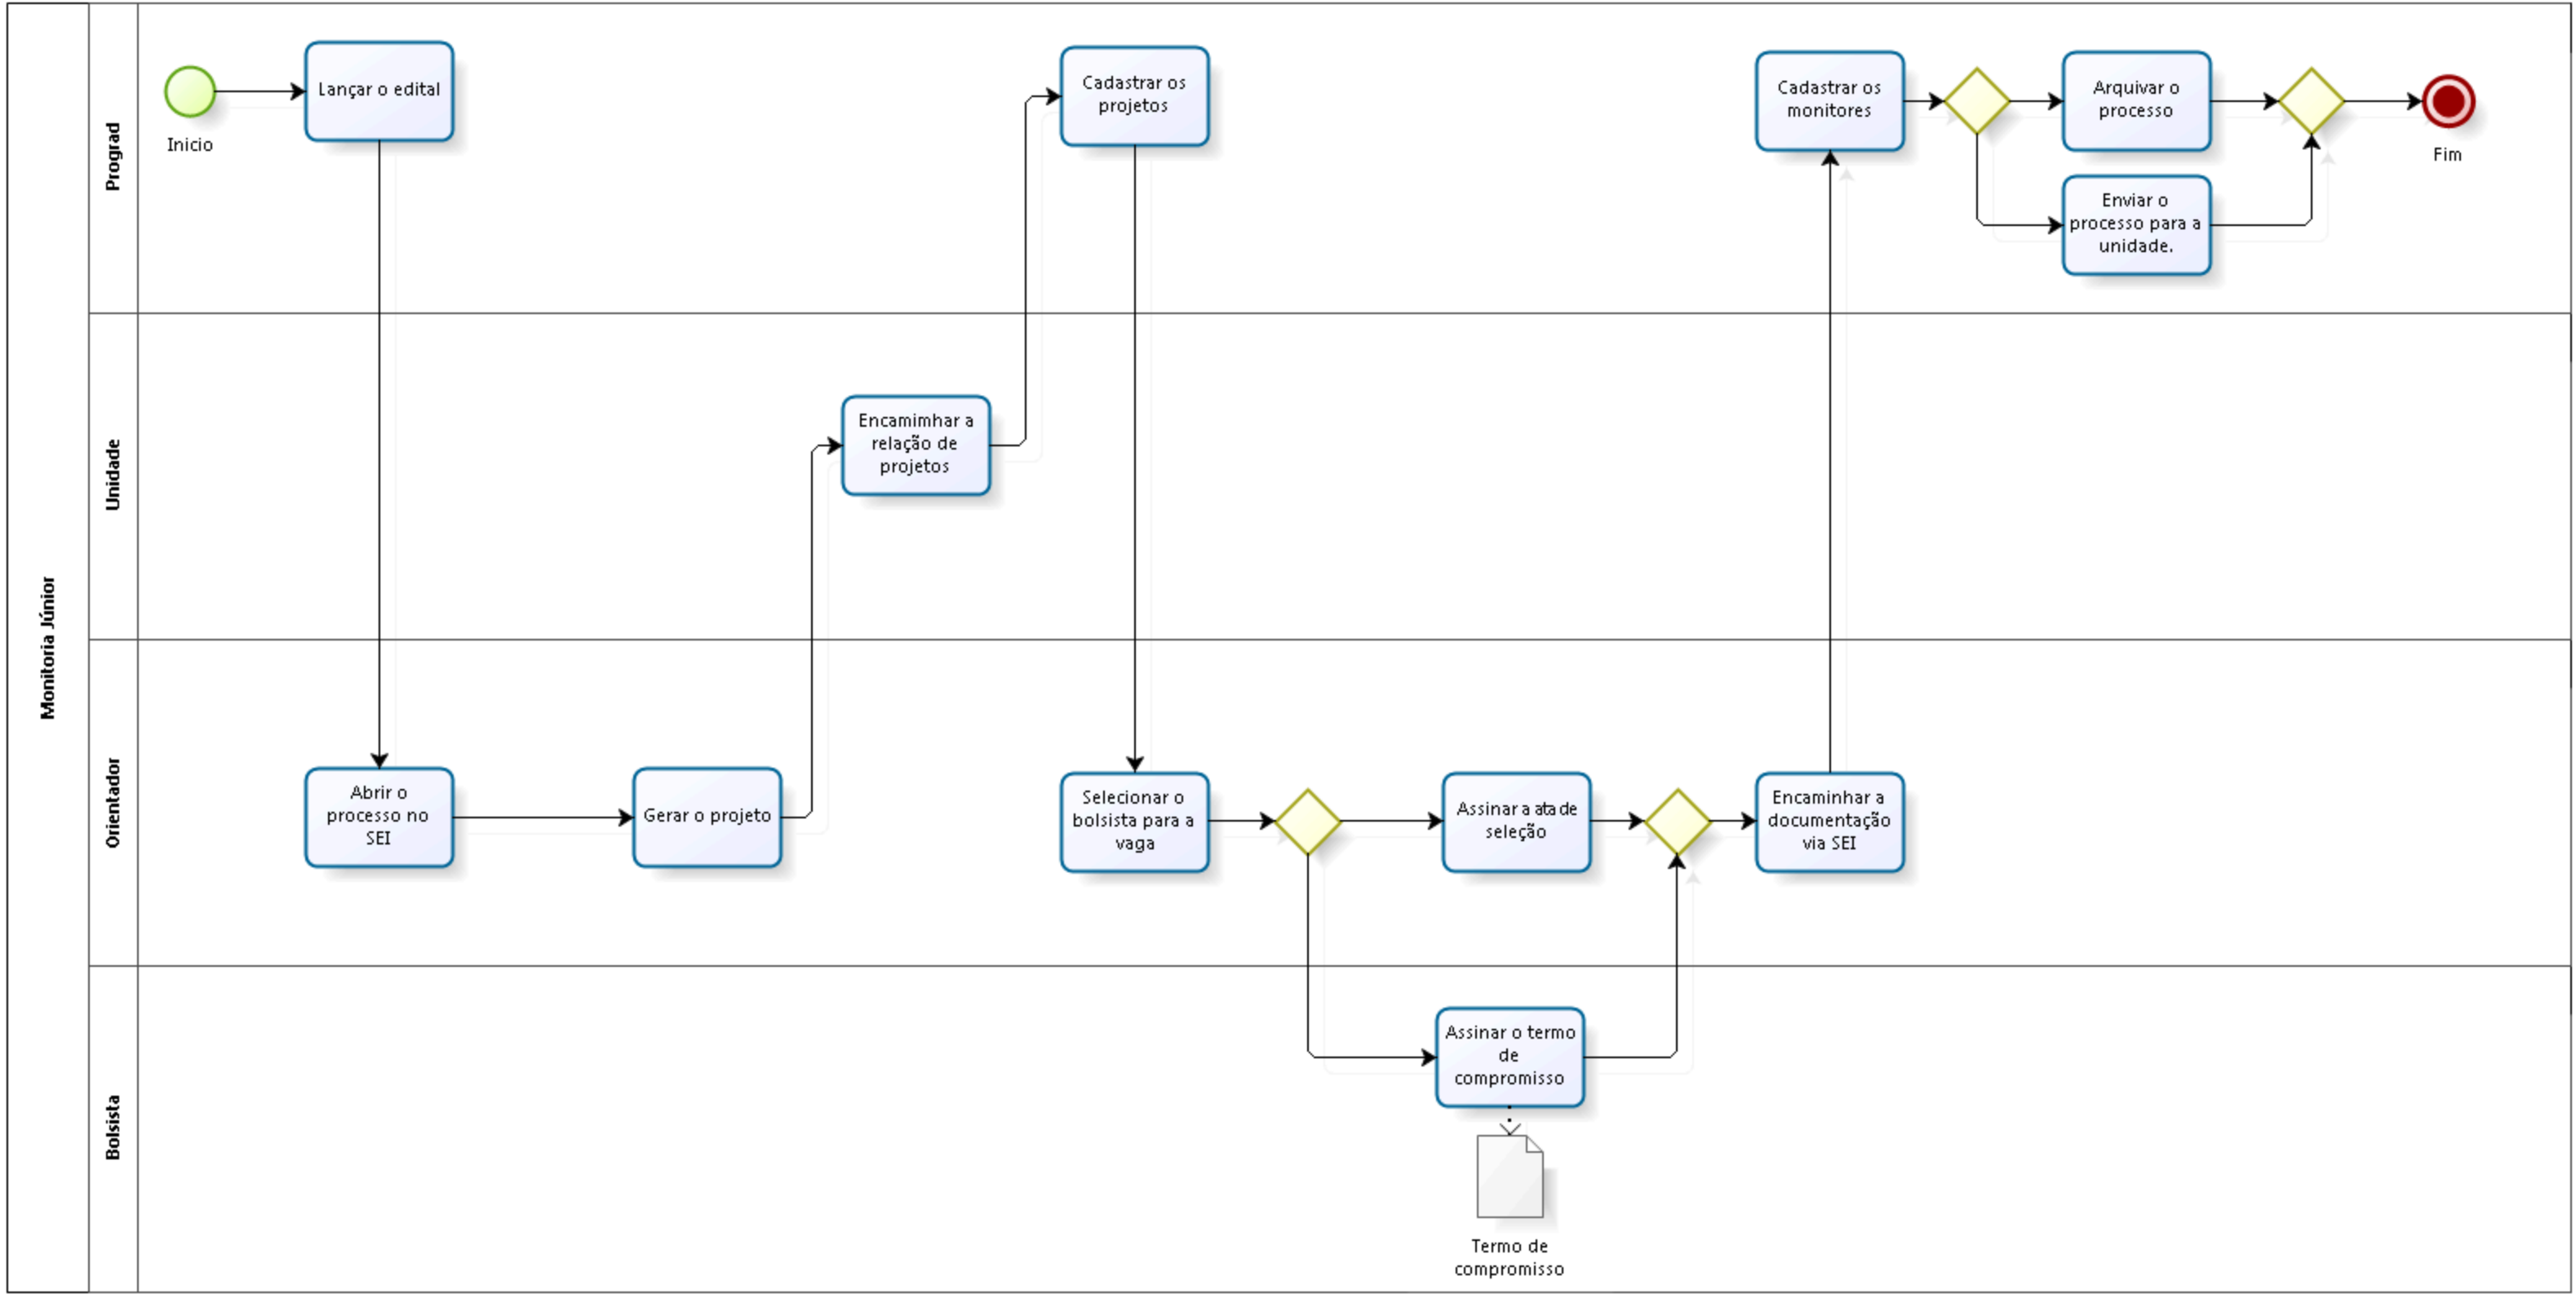 Monitoria Júnior
Prograd
Inicio
Lançar o edital
Cadastrar os
projetos
Cadastrar os
monitores
Arquivar o
processo
Enviar o
processo para a
unidade.
Fim
Unidade
Encamimhar a
relação de
projetos
Orientador
Abrir o
processo no
SEI
Gerar o projeto
Selecionar o
bolsista para a
vaga
Assinar a ata de
seleção
Encaminhar a
documentação
via SEI
Bolsista
Assinar o termo
de
compromisso
Termo de
compromisso